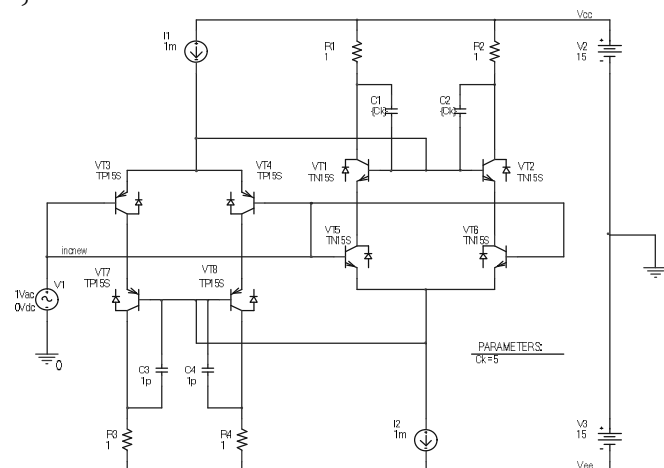 Vcc
I1
1m
R1
1
R2
1
V2
15
C1
{Ck}
C2
{Ck}
VT3
TP15S
VT4
TP15S
VT1
TN15S
VT2
TN15S
VT5
TN15S
VT6
TN15S
incnew
V1
1Vac
0Vdc
VT7
TP15S
VT8
TP15S
0
C3
1p
C4
1p
PARAMETERS:
Ck=5
R3
1
R4
1
I2
1m
V3
15
Vee